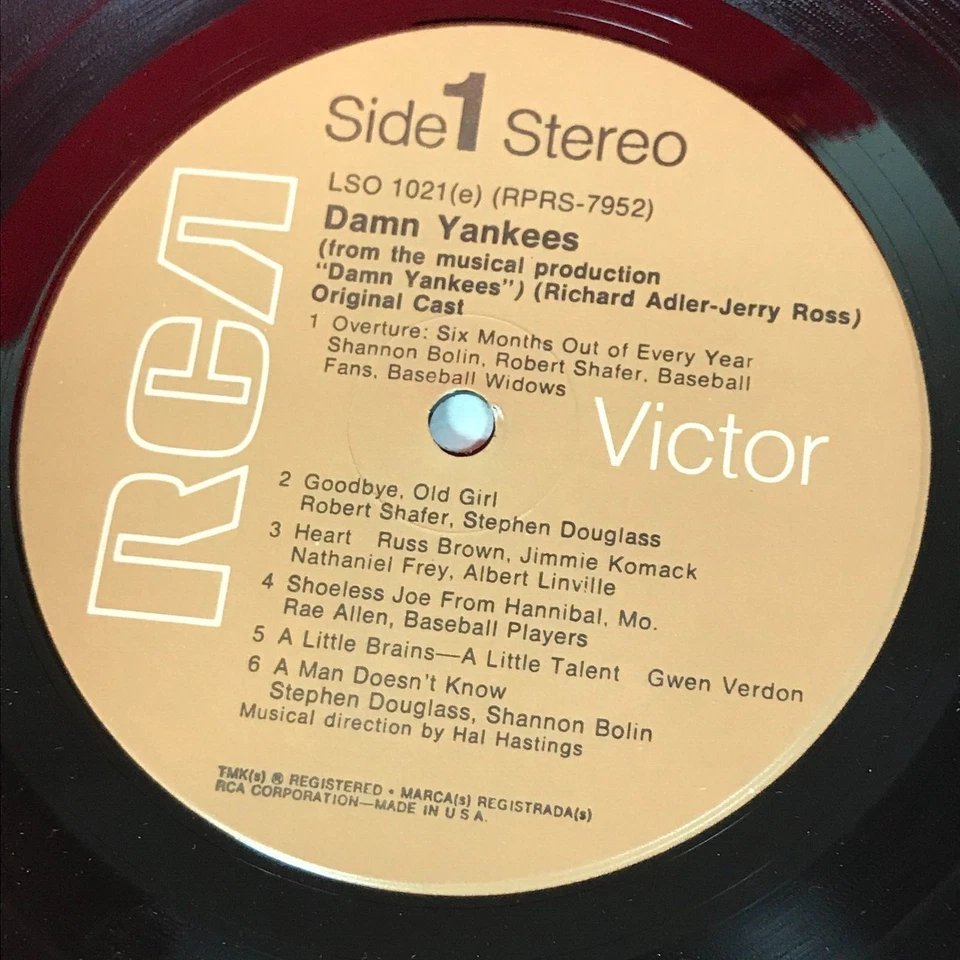 Side 1 Stereo
LSO 1021(e) (RPRS-7952)
Damn Yankees
(from the musical production
"Damn Yankees") (Richard Adler-Jerry Ross)
Original Cast
1 Overture: Six Months Out of Every Year
Shannon Bolin, Robert Shafer, Baseball
Fans, Baseball Widows
RCA
Victor
2 Goodbye, Old Girl
Robert Shafer, Stephen Douglass
3 Heart Russ Brown, Jimmie Komack
Nathaniel Frey, Albert Linville
4 Shoeless Joe From Hannibal, Mo.
Rae Allen, Baseball Players
5 A Little Brains—A Little Talent Gwen Verdon
6 A Man Doesn't Know
Stephen Douglass, Shannon Bolin
Musical direction by Hal Hastings
TMK(s) ® REGISTERED • MARCA(s) REGISTRADA(s)
RCA CORPORATION—MADE IN U S A.